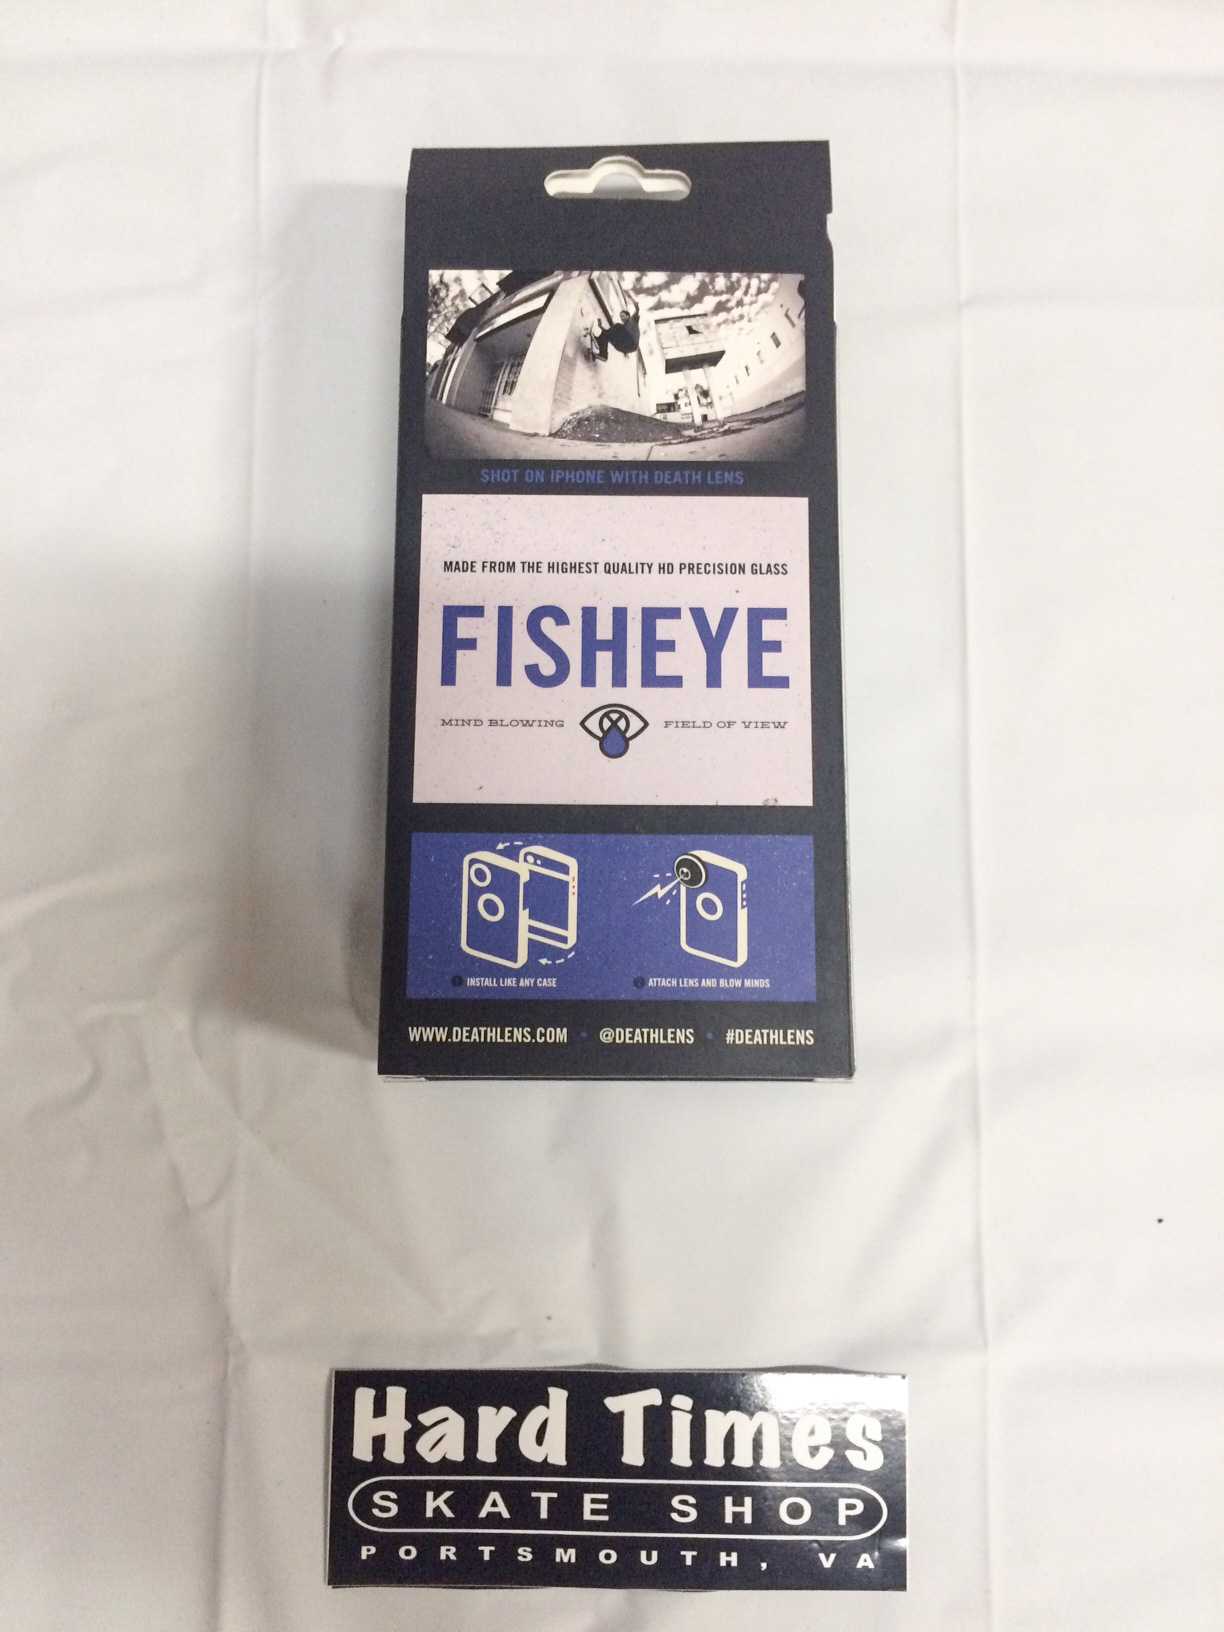 SHOT ON IPHONE WITH DEATH LENS
MADE FROM THE HIGHEST QUALITY HD PRECISION GLASS
FISHEYE
MIND BLOWING FIELD OF VIEW
1 INSTALL LIKE ANY CASE 2 ATTACH LENS AND BLOW MINDS
WWW.DEATHLENS.COM • @DEATHLENS • #DEATHLENS
Hard Times
SKATE SHOP
PORTSMOUTH, VA